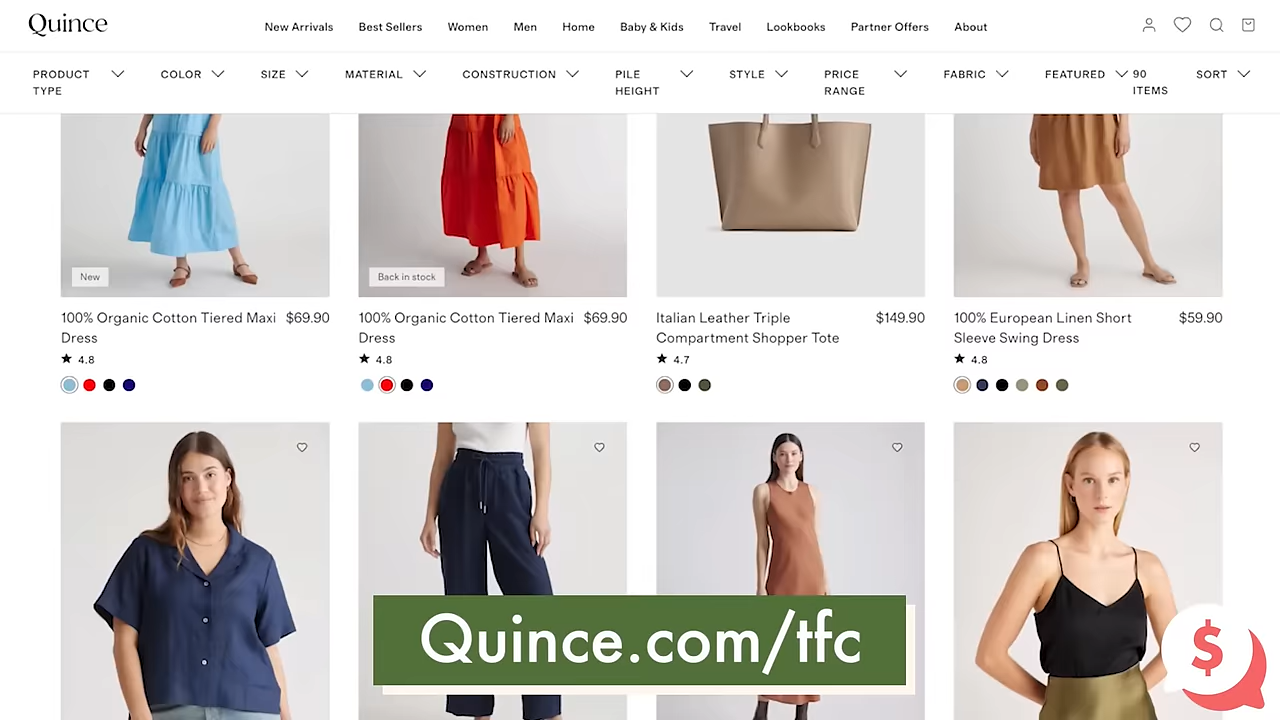 Quince
New Arrivals Best Sellers Women Men Home Baby & Kids Travel Lookbooks Partner Offers About
PRODUCT TYPE COLOR SIZE MATERIAL CONSTRUCTION PILE HEIGHT STYLE PRICE RANGE FABRIC FEATURED 90 ITEMS SORT
New
Back in stock
100% Organic Cotton Tiered Maxi $69.90
Dress
4.8
100% Organic Cotton Tiered Maxi $69.90
Dress
4.8
Italian Leather Triple $149.90
Compartment Shopper Tote
4.7
100% European Linen Short $59.90
Sleeve Swing Dress
4.8
Quince.com/tfc
$